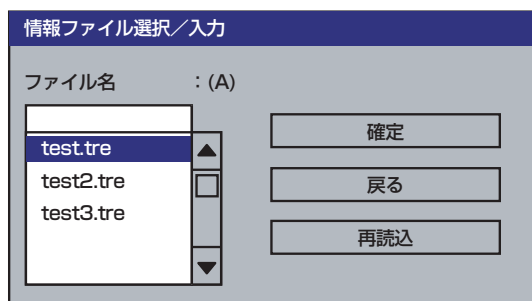 情報ファイル選択／入力
ファイル名 : (A)
test.tre
test2.tre
test3.tre
確定
戻る
再読込